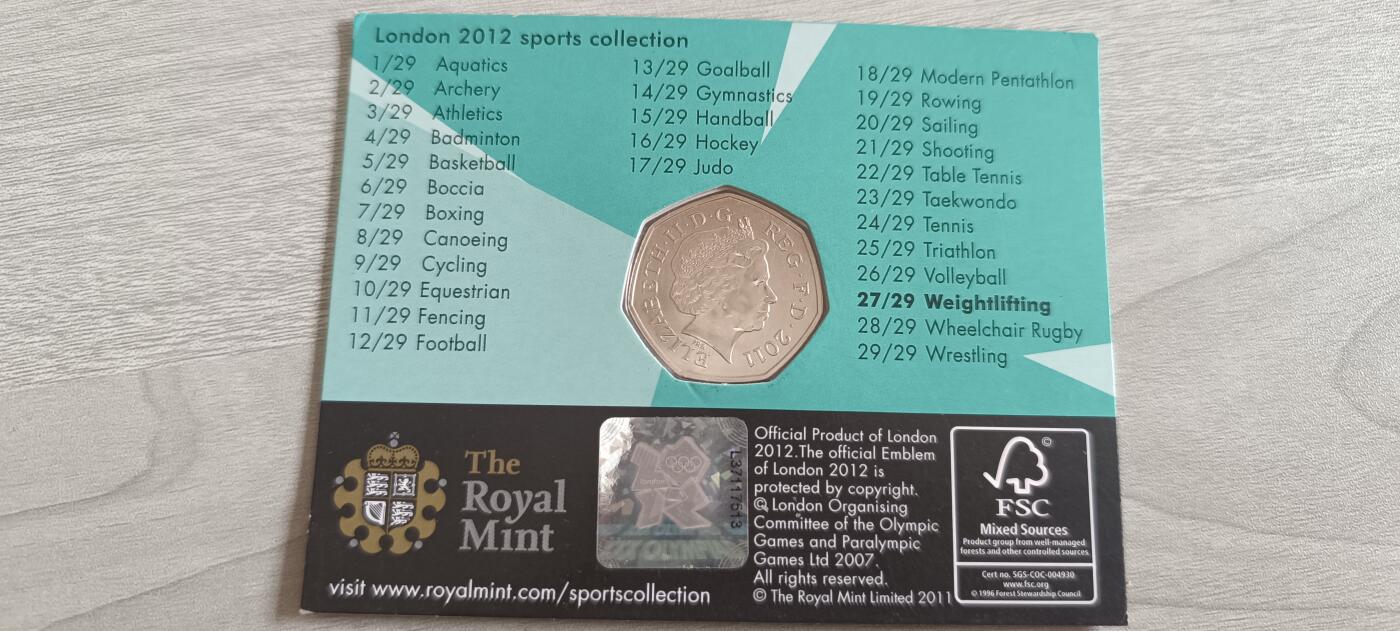 London 2012 sports collection
1/29 Aquatics
2/29 Archery
3/29 Athletics
4/29 Badminton
5/29 Basketball
6/29 Boccia
7/29 Boxing
8/29 Canoeing
9/29 Cycling
10/29 Equestrian
11/29 Fencing
12/29 Football
13/29 Goalball
14/29 Gymnastics
15/29 Handball
16/29 Hockey
17/29 Judo
18/29 Modern Pentathlon
19/29 Rowing
20/29 Sailing
21/29 Shooting
22/29 Table Tennis
23/29 Taekwondo
24/29 Tennis
25/29 Triathlon
26/29 Volleyball
27/29 Weightlifting
28/29 Wheelchair Rugby
29/29 Wrestling
ELIZABETH·II·D·G REG·F·D·2011
The
Royal
Mint
london
L37117513
Official Product of London
2012.The official Emblem
of London 2012 is
protected by copyright.
© London Organising
Committee of the Olympic
Games and Paralympic
Games Ltd 2007.
All rights reserved.
© The Royal Mint Limited 2011
©
FSC
Mixed Sources
Product group from well-managed
forests and other controlled sources
Cert no. SGS-COC-004930
www.fsc.org
© 1996 Forest Stewardship Council
visit www.royalmint.com/sportscollection